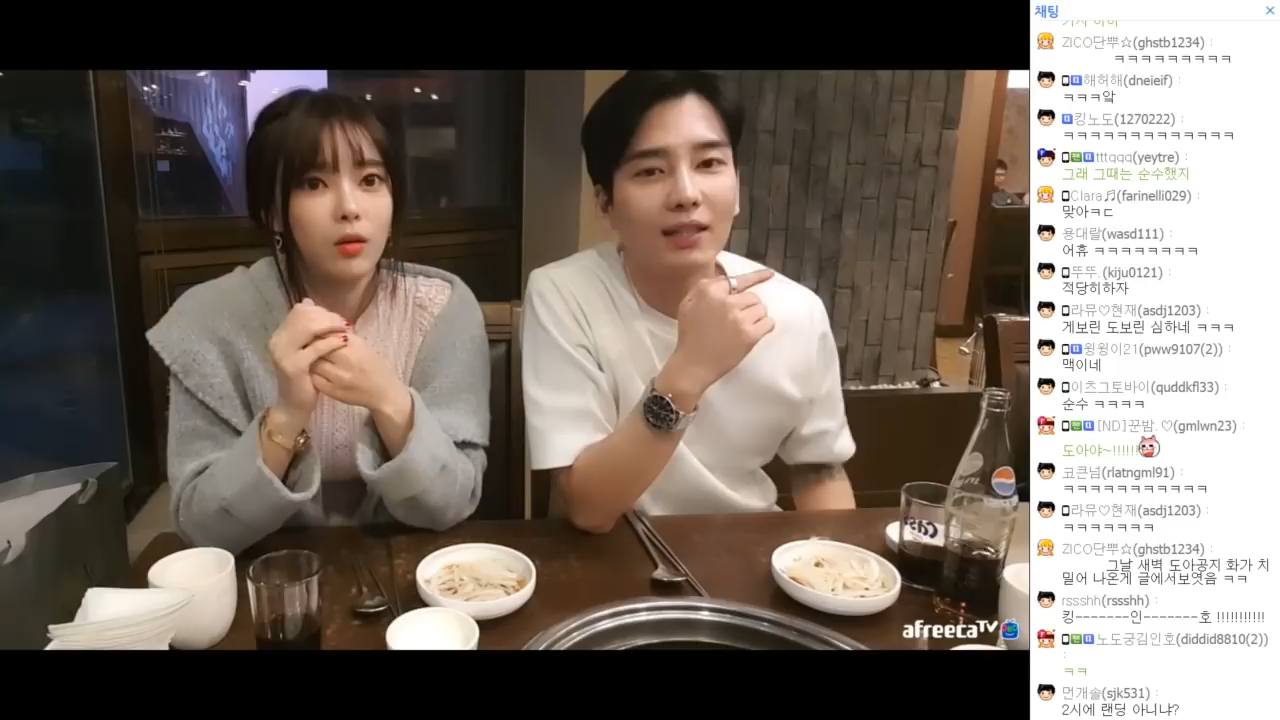 채팅
ZICO단뿌☆(ghstb1234) :
ㅋㅋㅋㅋㅋㅋㅋㅋㅋ
해허해(dneieif) :
ㅋㅋㅋ앜
킹노도(1270222) :
ㅋㅋㅋㅋㅋㅋㅋㅋㅋㅋㅋㅋㅋ
tttqqq(yeytre) :
그래 그때는 순수했지
Clara♬(farinelli029) :
맞아ㅋㄷ
용대랄(wasd111) :
어휴 ㅋㅋㅋㅋㅋㅋㅋㅋ
뚜뚜.(kiju0121) :
적당히하자
라뮤♡현재(asdj1203) :
게보린 도보린 심하네 ㅋㅋㅋ
윙윙이21(pww9107(2)) :
맥이네
이츠그토바이(quddkfl33) :
순수 ㅋㅋㅋㅋ
[ND]꾼밤.♡(gmlwn23) :
도아야~!!!!!!
코큰넘(rlatngml91) :
ㅋㅋㅋㅋㅋㅋㅋㅋㅋㅋㅋ
라뮤♡현재(asdj1203) :
ㅋㅋㅋㅋㅋㅋㅋ
ZICO단뿌☆(ghstb1234) :
그날 새벽 도아공지 화가 치
밀어 나온게 글에서보엿음 ㅋㅋ
rssshh(rssshh) :
킹-------인-------호 !!!!!!!!!!!
노도궁김인호(diddid8810(2))
:
ㅋㅋ
먼개솔(sjk531) :
2시에 랜딩 아니냐?
afreecaTV